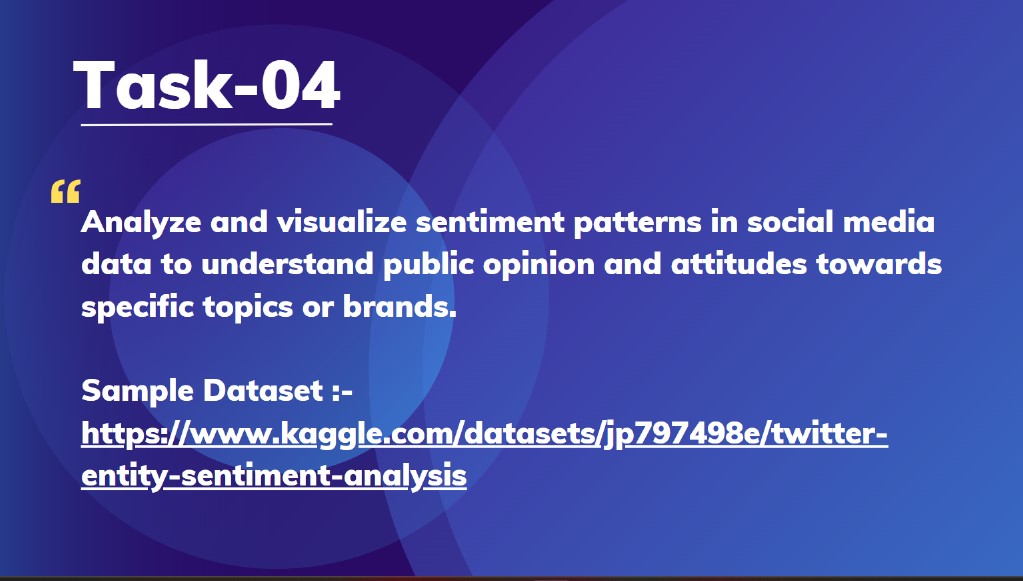 Task-04
“
Analyze and visualize sentiment patterns in social media
data to understand public opinion and attitudes towards
specific topics or brands.
Sample Dataset :-
https://www.kaggle.com/datasets/jp797498e/twitter-
entity-sentiment-analysis